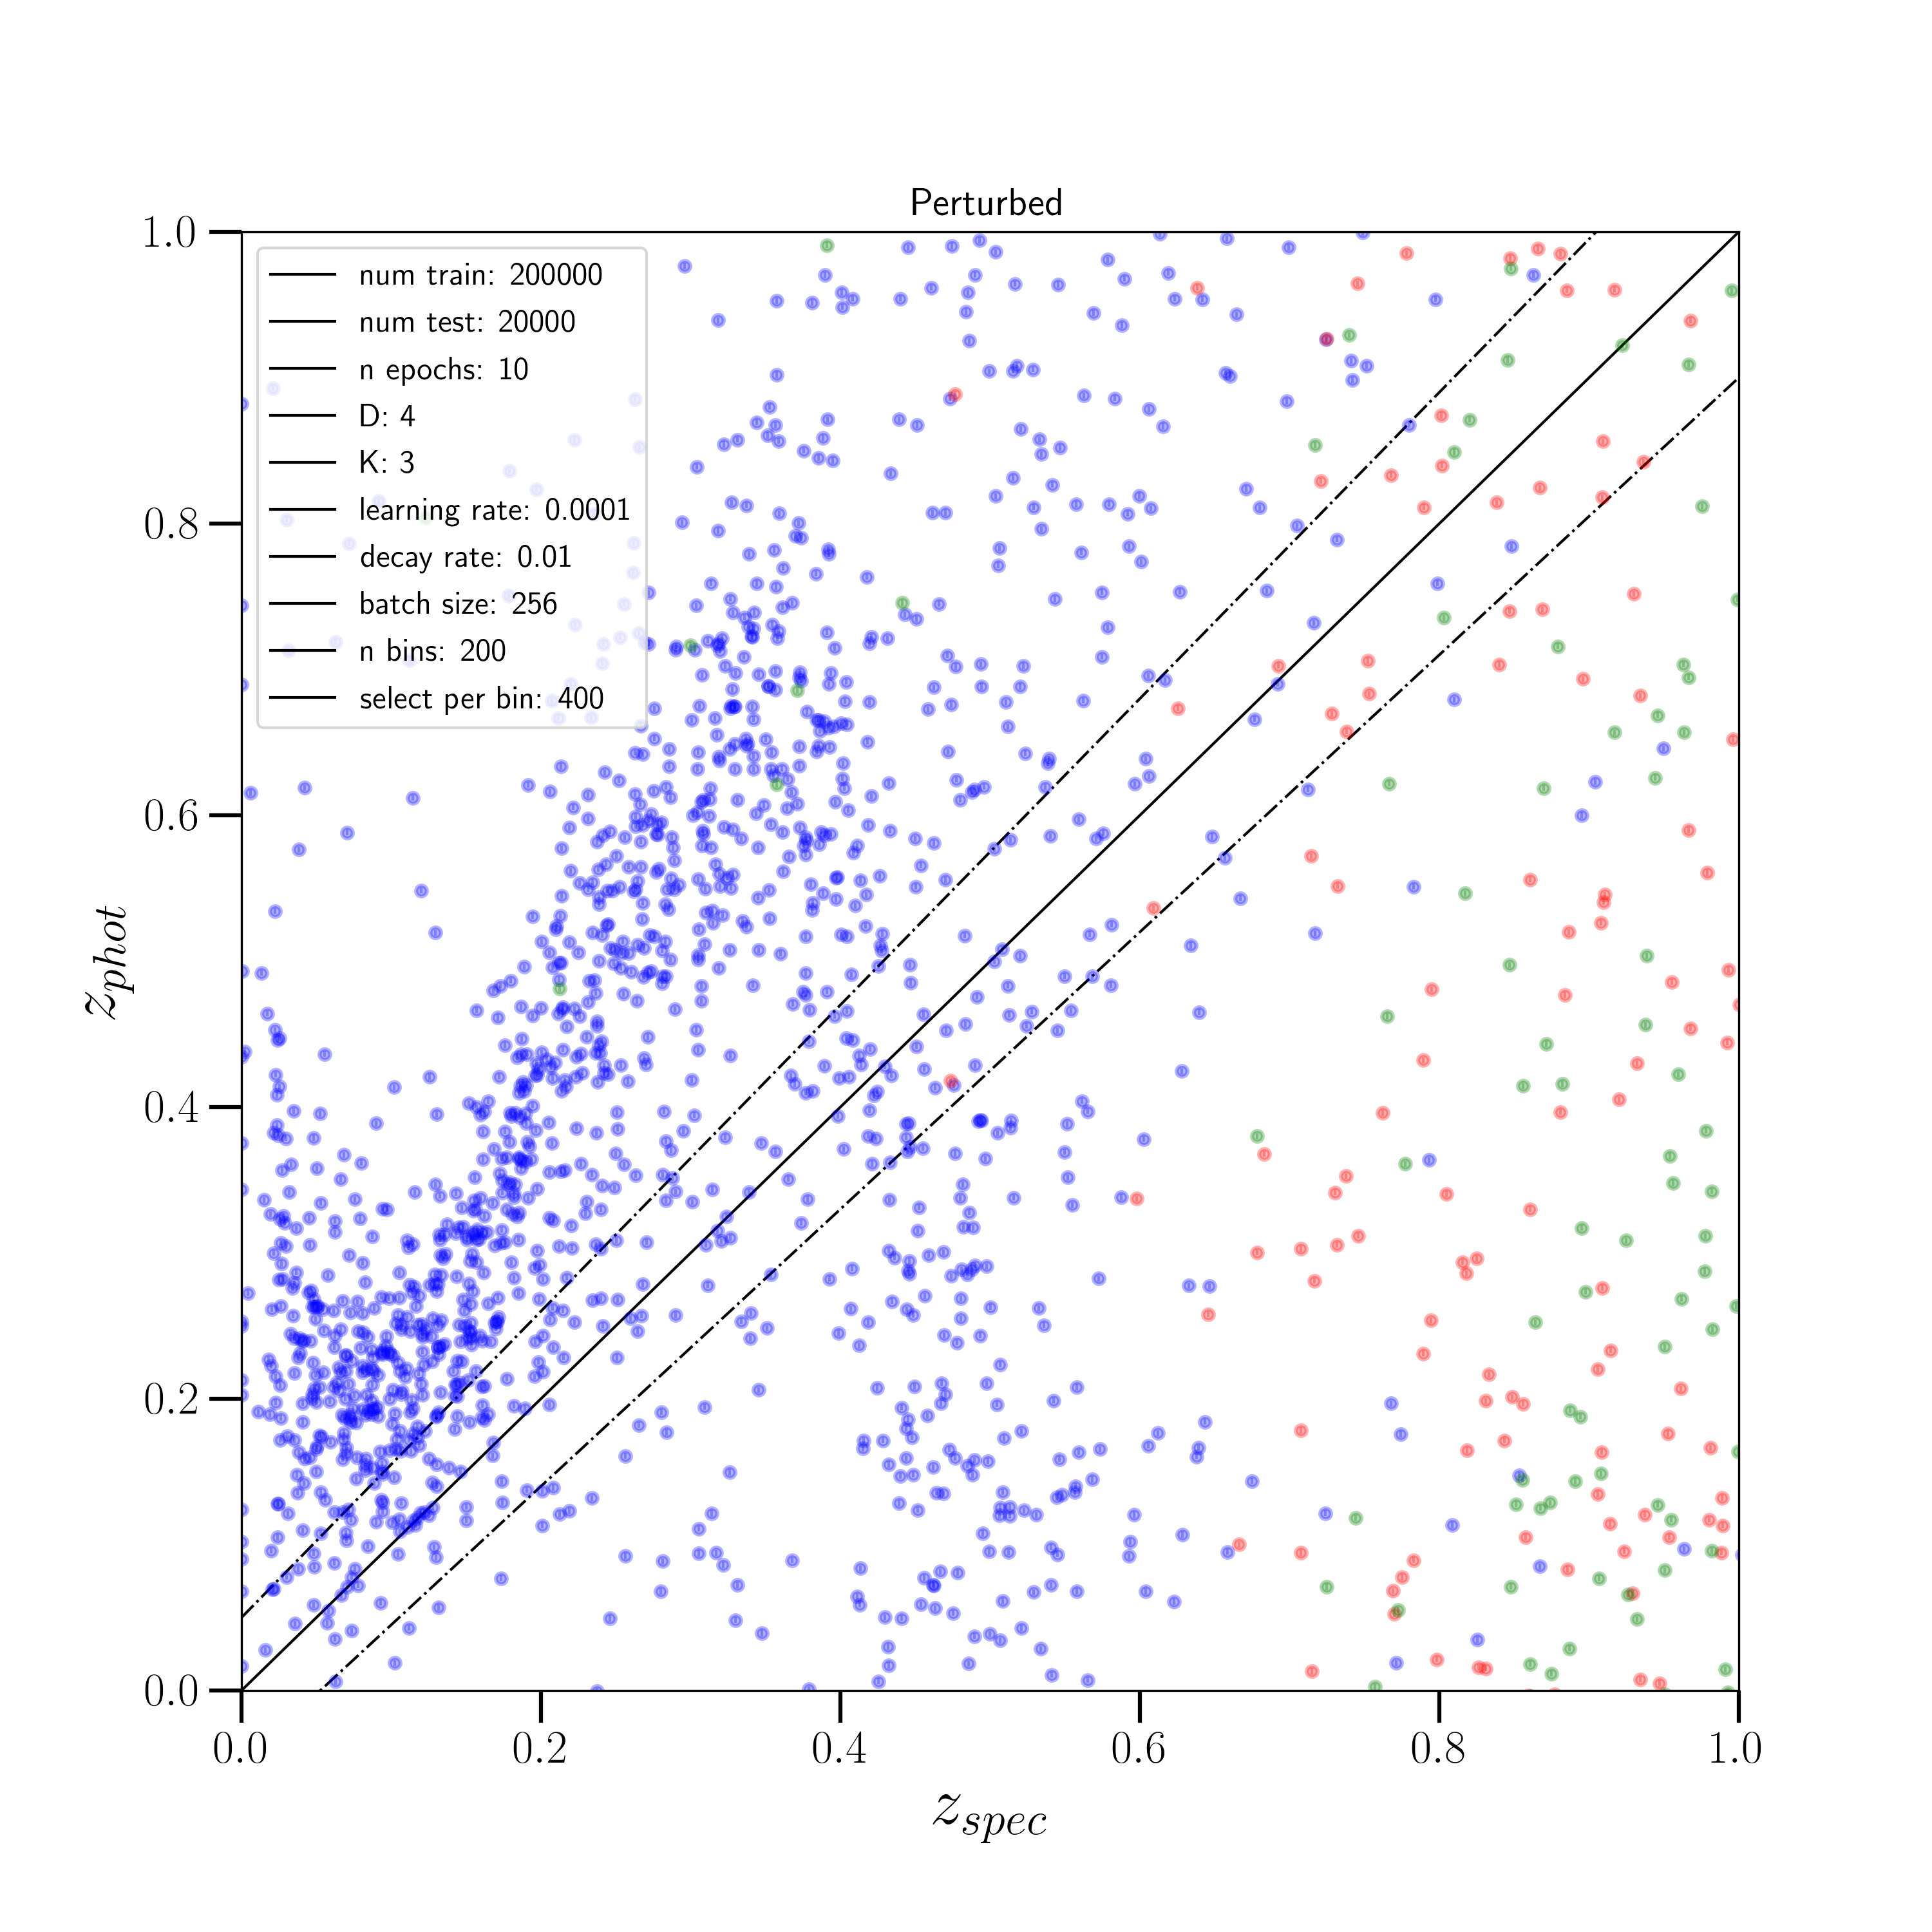 Perturbed
1.0
num train: 200000
num test: 20000
n epochs: 10
D: 4
K: 3
learning rate: 0.0001
decay rate: 0.01
batch size: 256
n bins: 200
select per bin: 400
0.8
0.6
z_phot
0.4
0.2
0.0
0.0 0.2 0.4 0.6 0.8 1.0
z_spec